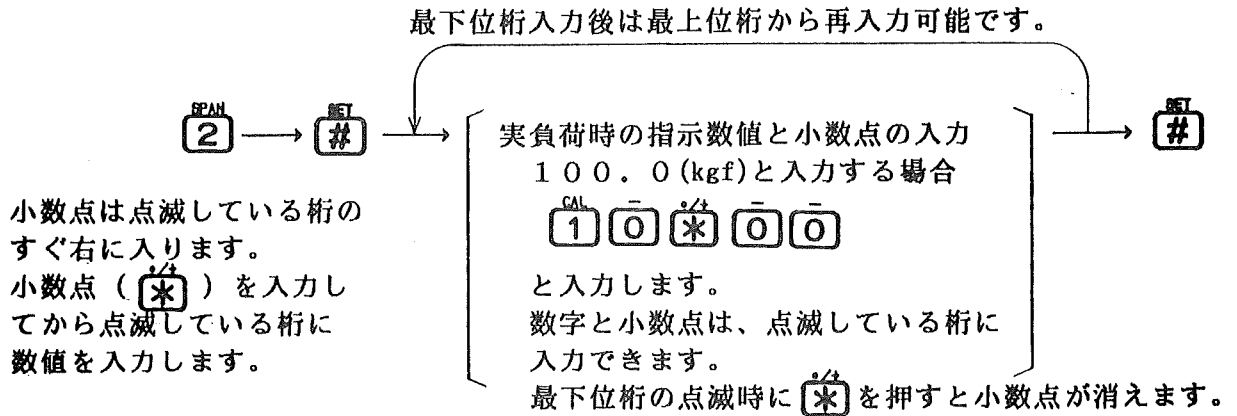 最下位桁入力後は最上位桁から再入力可能です。
SPAN SET SET
2 # #
実負荷時の指示数値と小数点の入力
100.0(kgf)と入力する場合
CAL - ・/+ - -
1 0 * 0 0
と入力します。
数字と小数点は、点滅している桁に
入力できます。
最下位桁の点滅時に * を押すと小数点が消えます。
小数点は点滅している桁の
すぐ右に入ります。
小数点( * )を入力し
てから点滅している桁に
数値を入力します。